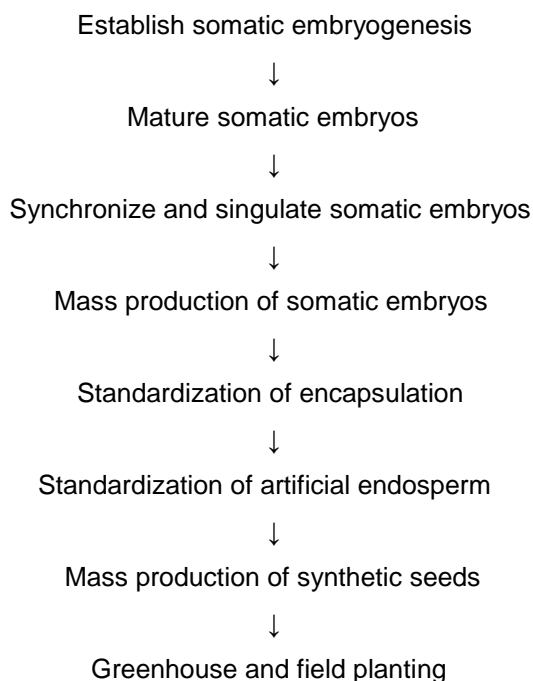 Establish somatic embryogenesis
↓
Mature somatic embryos
↓
Synchronize and singulate somatic embryos
↓
Mass production of somatic embryos
↓
Standardization of encapsulation
↓
Standardization of artificial endosperm
↓
Mass production of synthetic seeds
↓
Greenhouse and field planting